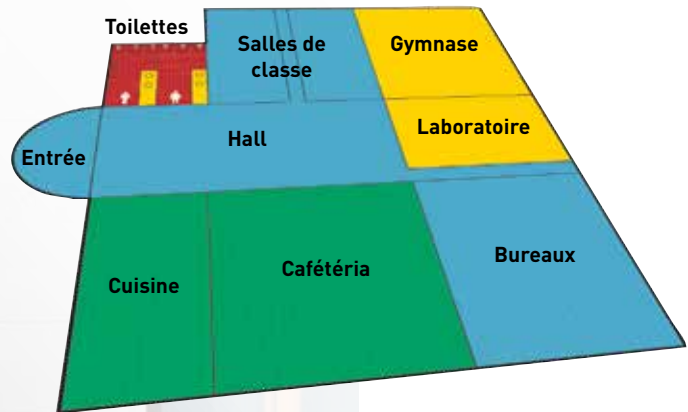 Toilettes
Salles de
classe
Gymnase
Laboratoire
Hall
Entrée
Cuisine
Cafétéria
Bureaux